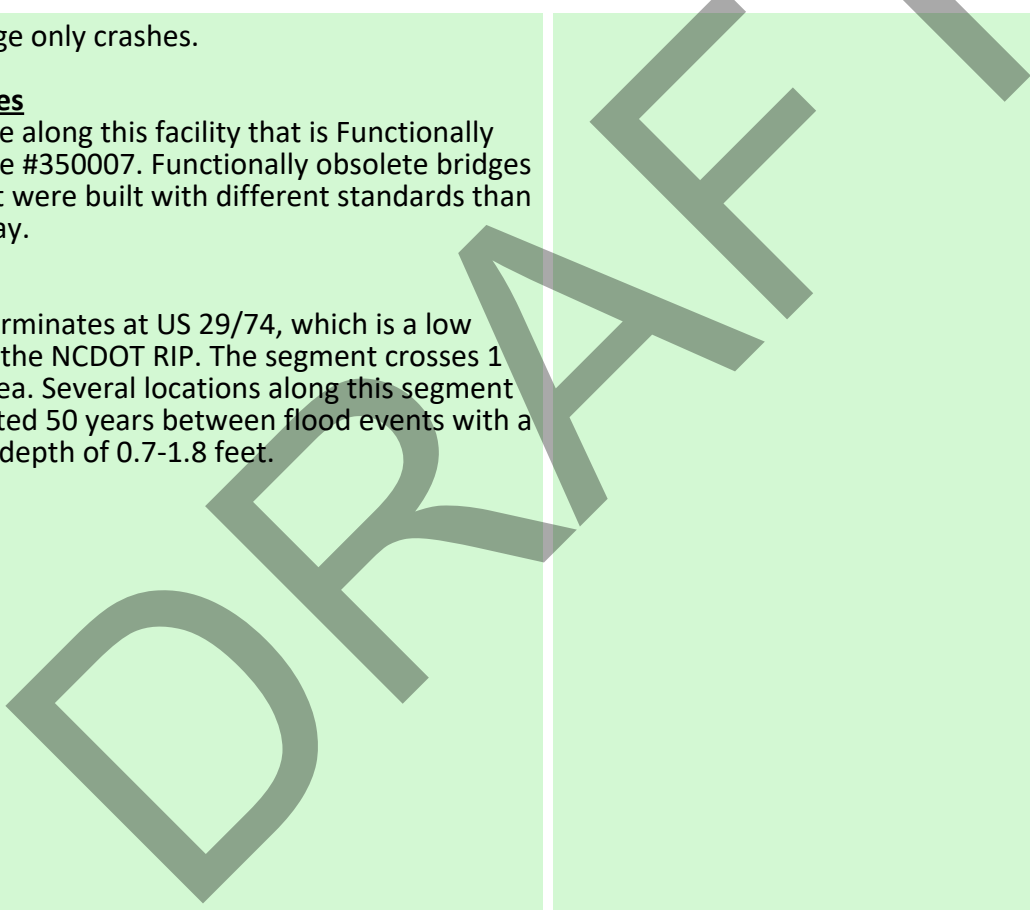 ge only crashes.
es
e along this facility that is Functionally
e #350007. Functionally obsolete bridges
t were built with different standards than
ay.
rminates at US 29/74, which is a low
the NCDOT RIP. The segment crosses 1
ea. Several locations along this segment
ted 50 years between flood events with a
depth of 0.7-1.8 feet.
DRAFT